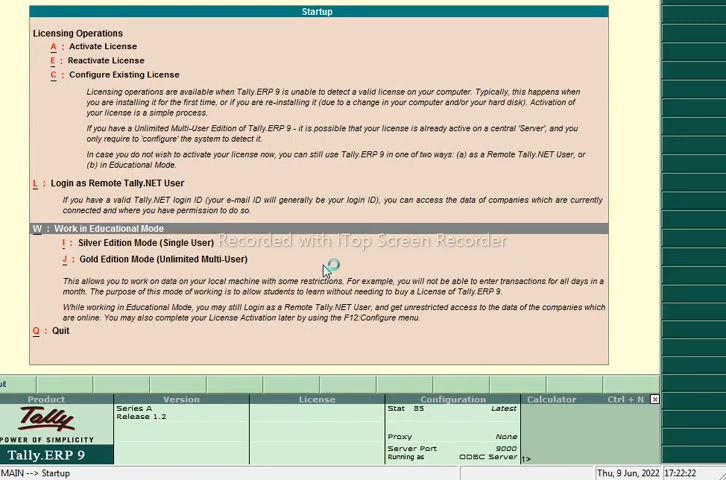 Startup
Licensing Operations
A : Activate License
E : Reactivate License
C : Configure Existing License
Licensing operations are available when Tally.ERP 9 is unable to detect a valid license on your computer. Typically, this happens when
you are installing it for the first time, or if you are re-installing it (due to a change in your computer and/or your hard disk). Activation of
your license is a simple process.
If you have a Unlimited Multi-User Edition of Tally.ERP 9 - it is possible that your license is already active on a central 'Server', and you
only require to 'configure' the system to detect it.
In case you do not wish to activate your license now, you can still use Tally.ERP 9 in one of two ways: (a) as a Remote Tally.NET User, or
(b) in Educational Mode.
L : Login as Remote Tally.NET User
If you have a valid Tally.NET login ID (your e-mail ID will generally be your login ID), you can access the data of companies which are currently
connected and where you have permission to do so.
W : Work in Educational Mode
Recorded with iTop Screen Recorder
I : Silver Edition Mode (Single User)
J : Gold Edition Mode (Unlimited Multi-User)
This allows you to work on data on your local machine with some restrictions. For example, you will not be able to enter transactions for all days in a
month. The purpose of this mode of working is to allow students to learn without needing to buy a License of Tally.ERP 9.
While working in Educational Mode, you may still Login as a Remote Tally.NET User, and get unrestricted access to the data of the companies which
are online. You may also complete your License Activation later by using the F12:Configure menu.
Q : Quit
uit
Product Version License Configuration Calculator Ctrl + N x
Tally
POWER OF SIMPLICITY
Tally.ERP 9
Series A
Release 1.2
Stat 85 Latest
Proxy None
Server Port 9000
Running as ODBC Server
1>
MAIN --> Startup
Thu, 9 Jun, 2022 17:22:22